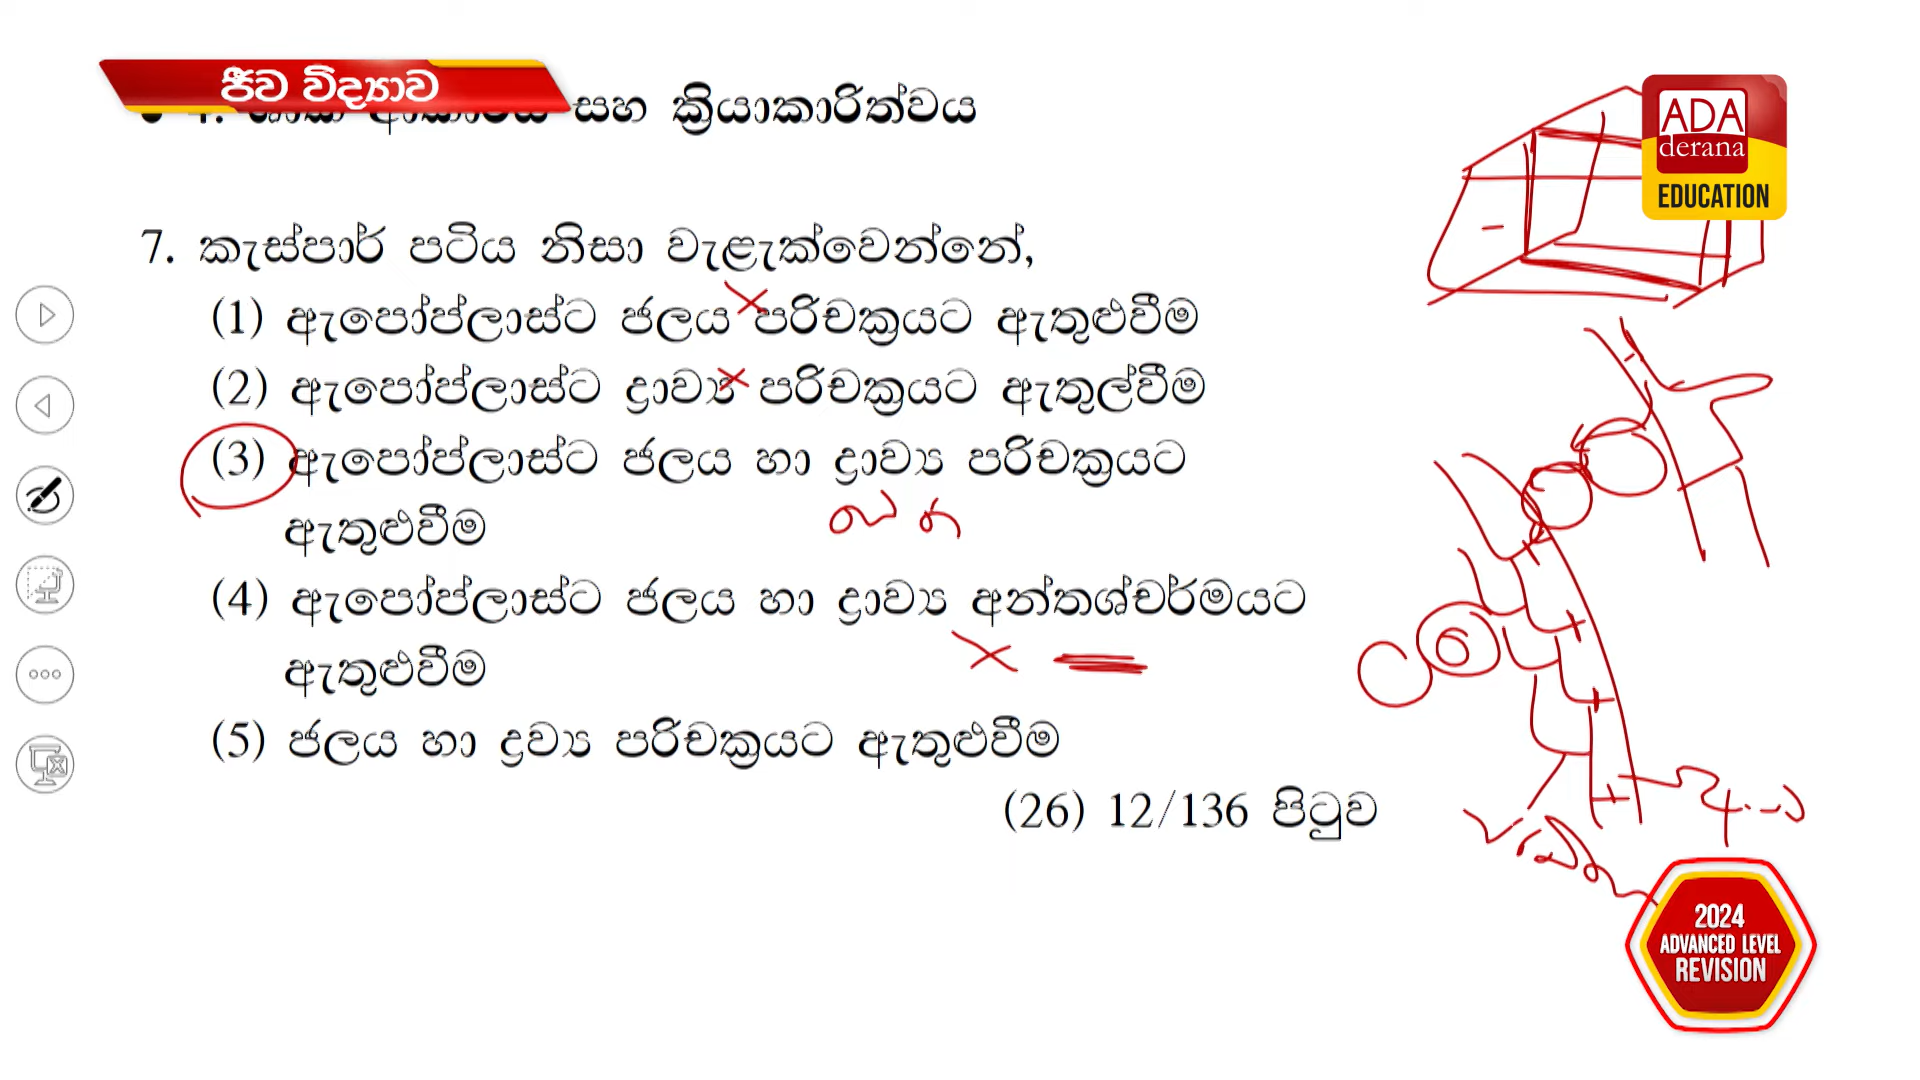 ජීව විද්‍යාව
සහ ක්‍රියාකාරිත්වය
ADA
derana
EDUCATION
7. කැස්පාර් පටිය නිසා වැළැක්වෙන්නේ,
(1) ඇපෝප්ලාස්ට ජලය පරිචක්‍රයට ඇතුළුවීම
(2) ඇපෝප්ලාස්ට ද්‍රාව්‍ය පරිචක්‍රයට ඇතුල්වීම
(3) ඇපෝප්ලාස්ට ජලය හා ද්‍රාව්‍ය පරිචක්‍රයට
ඇතුළුවීම
(4) ඇපෝප්ලාස්ට ජලය හා ද්‍රාව්‍ය අන්තශ්චර්මයට
ඇතුළුවීම
(5) ජලය හා ද්‍රව්‍ය පරිචක්‍රයට ඇතුළුවීම
(26) 12/136 පිටුව
2024
ADVANCED LEVEL
REVISION